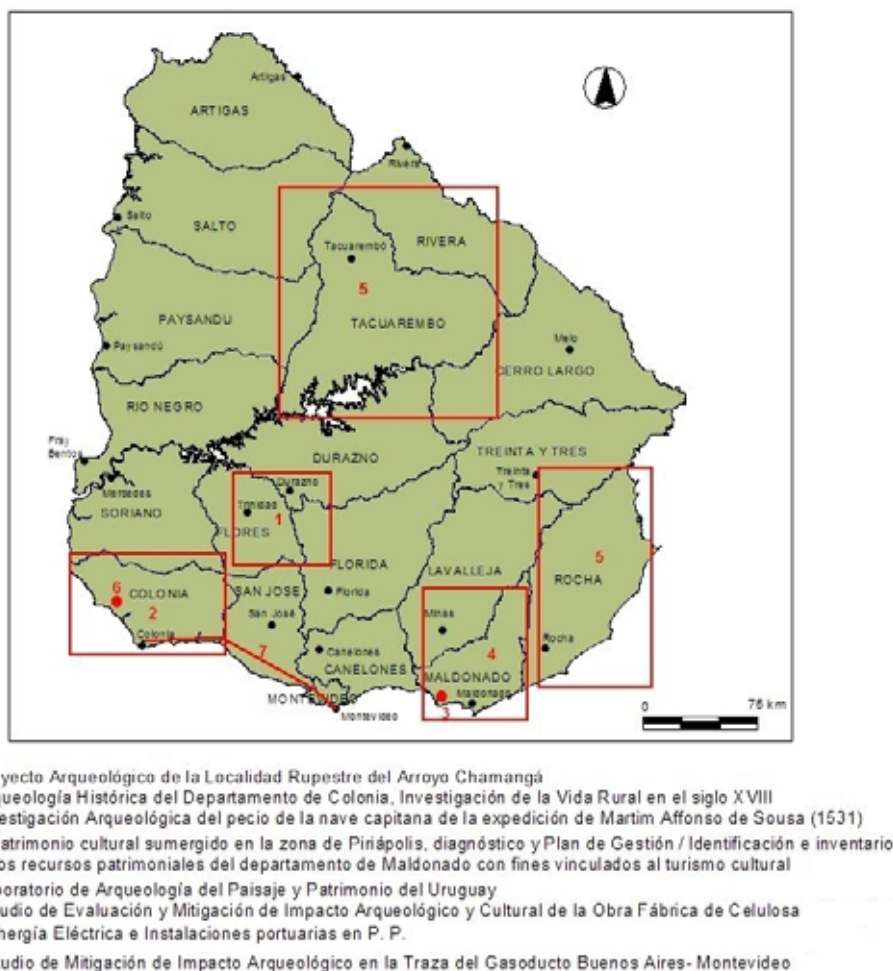 Artigas
ARTIGAS
Rivera
Salto
SALTO
RIVERA
Tacuarembó
5
PAYSANDU
TACUAREMBO
Paysandú
Melo
CERRO LARGO
RIO NEGRO
DURAZNO
TREINTA Y TRES
Fray
Bentos
Treinta
y Tres
Mercedes
Durazno
SORIANO
Trinidad
1
FLORES
5
FLORIDA
LAVALLEJA
ROCHA
6
COLONIA
SAN JOSE
Florida
2
San José
Minas
Colonia
7
Canelones
4
Rocha
CANELONES
MALDONADO
MONTEVIDEO
Maldonado
3
Montevideo
0 75 km
yecto Arqueológico de la Localidad Rupestre del Arroyo Chamangá
ueología Histórica del Departamento de Colonia, Investigación de la Vida Rural en el siglo XVIII
estigación Arqueológica del pecio de la nave capitana de la expedición de Martim Affonso de Sousa (1531)
atrimonio cultural sumergido en la zona de Piriápolis, diagnóstico y Plan de Gestión / Identificación e inventario
os recursos patrimoniales del departamento de Maldonado con fines vinculados al turismo cultural
oratorio de Arqueología del Paisaje y Patrimonio del Uruguay
udio de Evaluación y Mitigación de Impacto Arqueológico y Cultural de la Obra Fábrica de Celulosa
nergía Eléctrica e Instalaciones portuarias en P. P.
udio de Mitigación de Impacto Arqueológico en la Traza del Gasoducto Buenos Aires- Montevideo